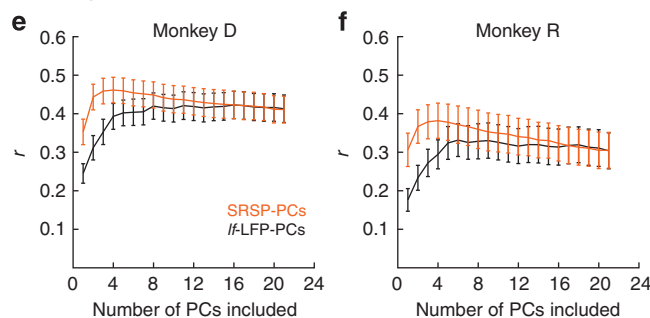 e
Monkey D
0.6
0.5
0.4
0.3
0.2
0.1
r
SRSP-PCs
lf-LFP-PCs
0
4
8
12
16
20
24
Number of PCs included
f
Monkey R
0.6
0.5
0.4
0.3
0.2
0.1
r
0
4
8
12
16
20
24
Number of PCs included